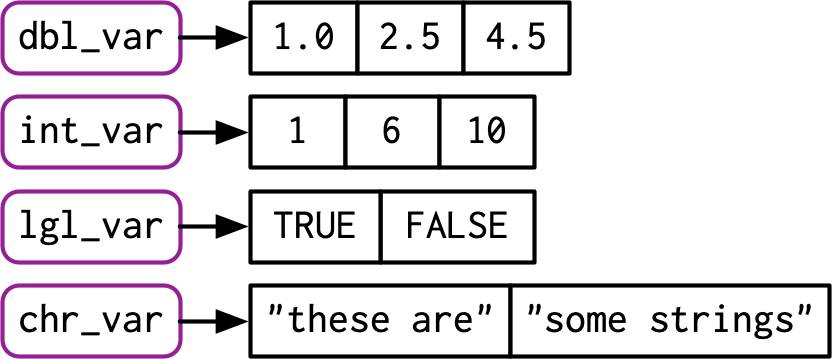 dbl_var 1.0 2.5 4.5
int_var 1 6 10
lgl_var TRUE FALSE
chr_var "these are" "some strings"